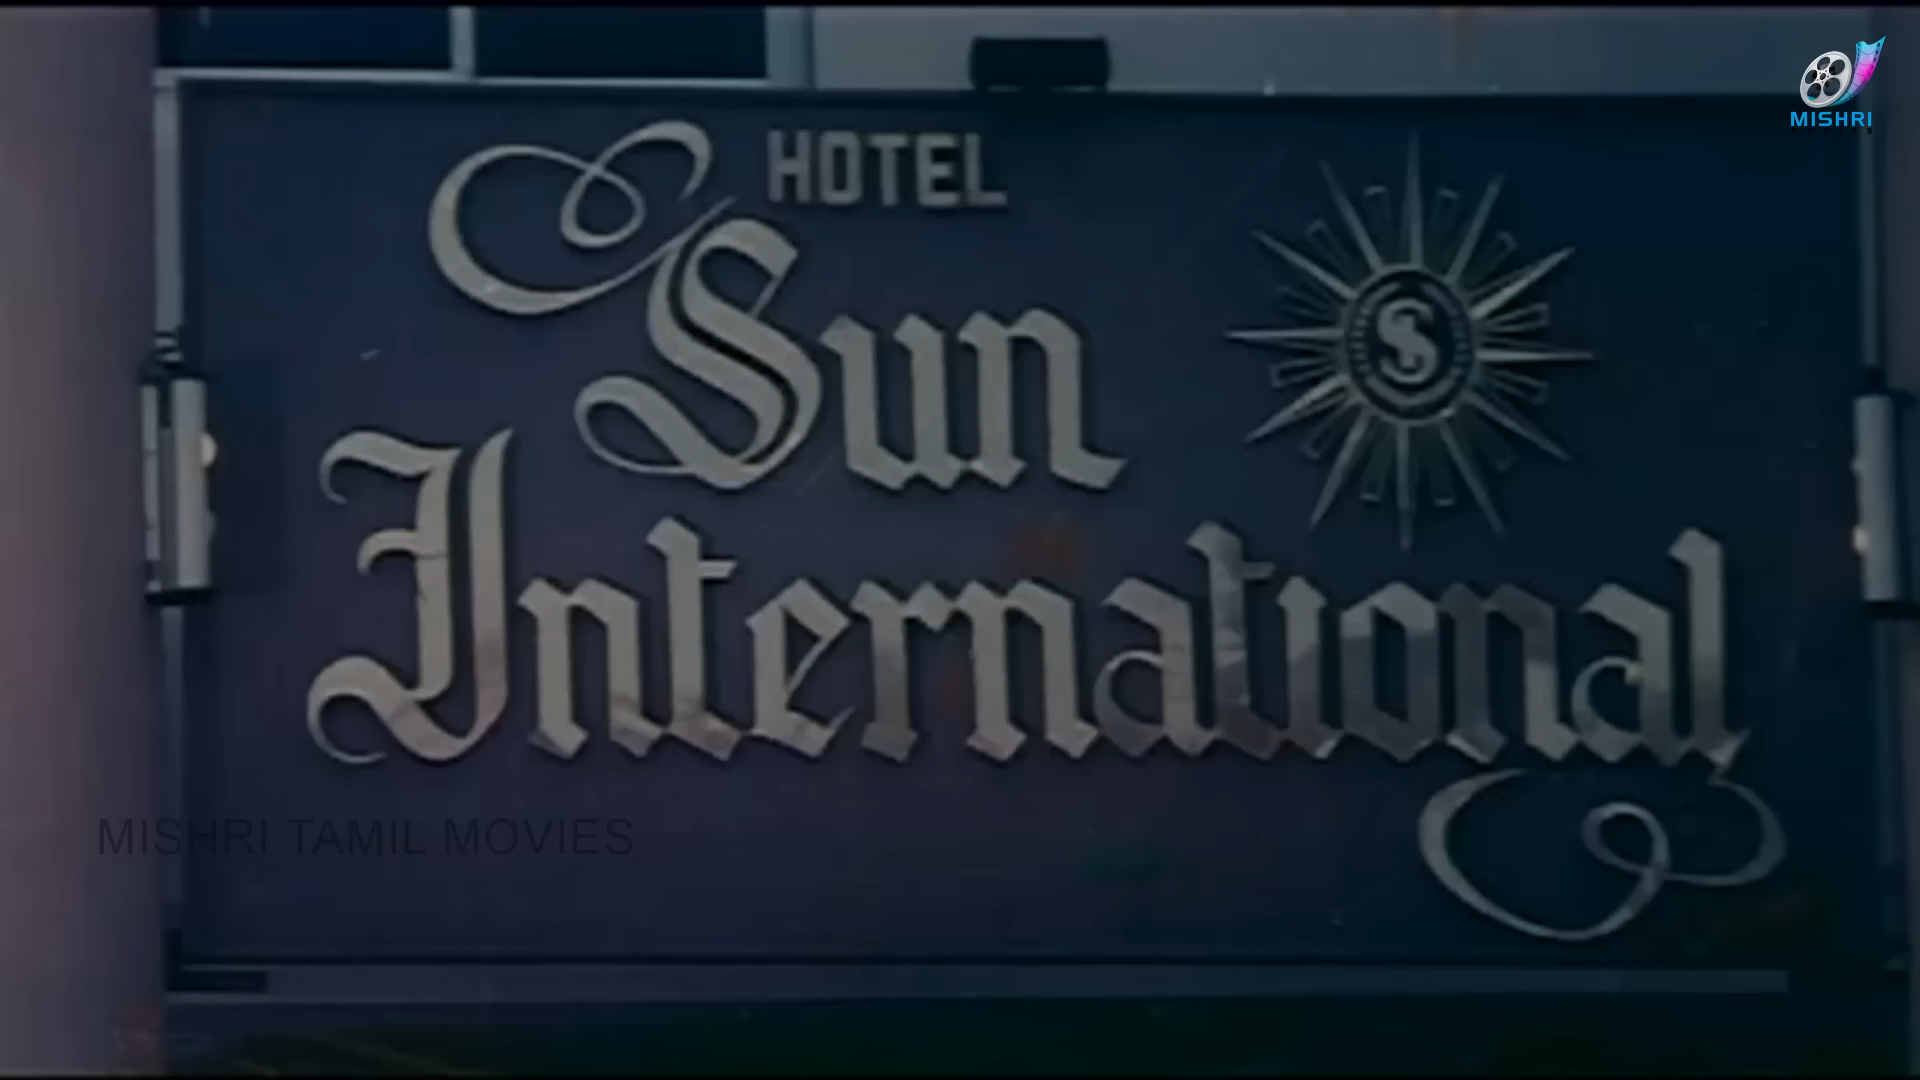 HOTEL
Sun
S
International
MISHRI
MISHRI TAMIL MOVIES